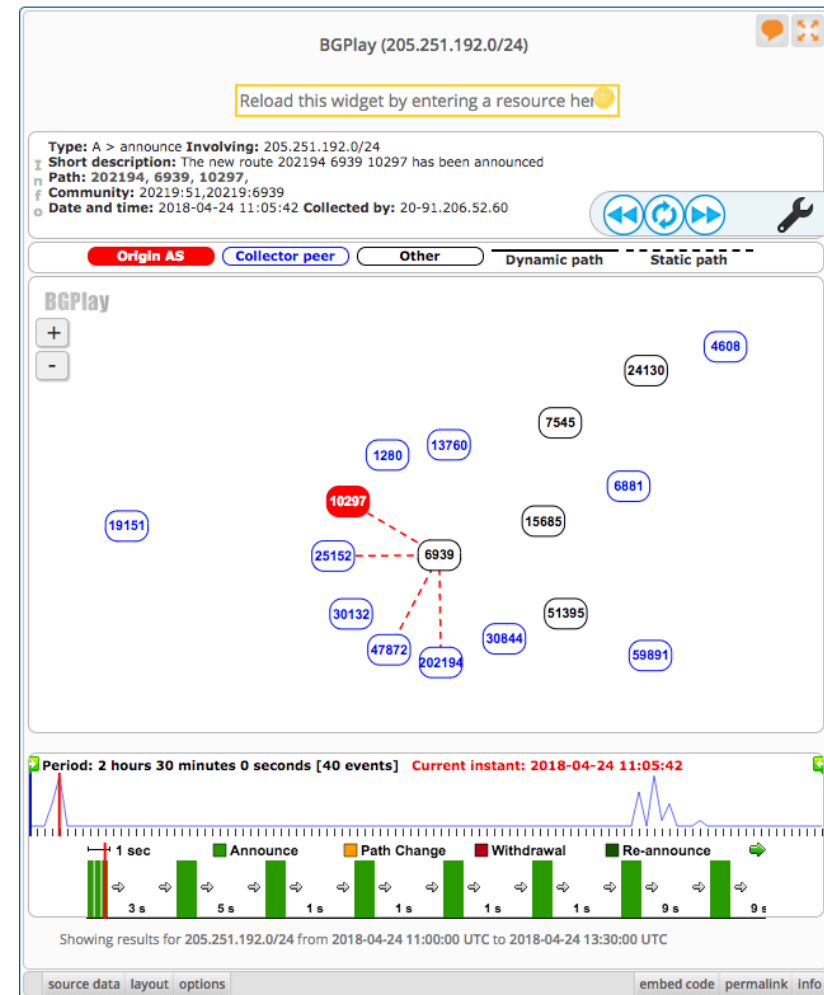 BGPlay (205.251.192.0/24)
Reload this widget by entering a resource her
Type: A > announce Involving: 205.251.192.0/24
Short description: The new route 202194 6939 10297 has been announced
Path: 202194, 6939, 10297,
Community: 20219:51,20219:6939
Date and time: 2018-04-24 11:05:42 Collected by: 20-91.206.52.60
Info
Origin AS Collector peer Other Dynamic path Static path
BGPlay
+
-
4608
24130
7545
13760
1280
6881
10297
15685
19151
6939
25152
30132
51395
30844
47872
202194
59891
Period: 2 hours 30 minutes 0 seconds [40 events] Current instant: 2018-04-24 11:05:42
1 sec Announce Path Change Withdrawal Re-announce
3 s 5 s 1 s 1 s 1 s 1 s 9 s 9 s
Showing results for 205.251.192.0/24 from 2018-04-24 11:00:00 UTC to 2018-04-24 13:30:00 UTC
source data layout options embed code permalink info